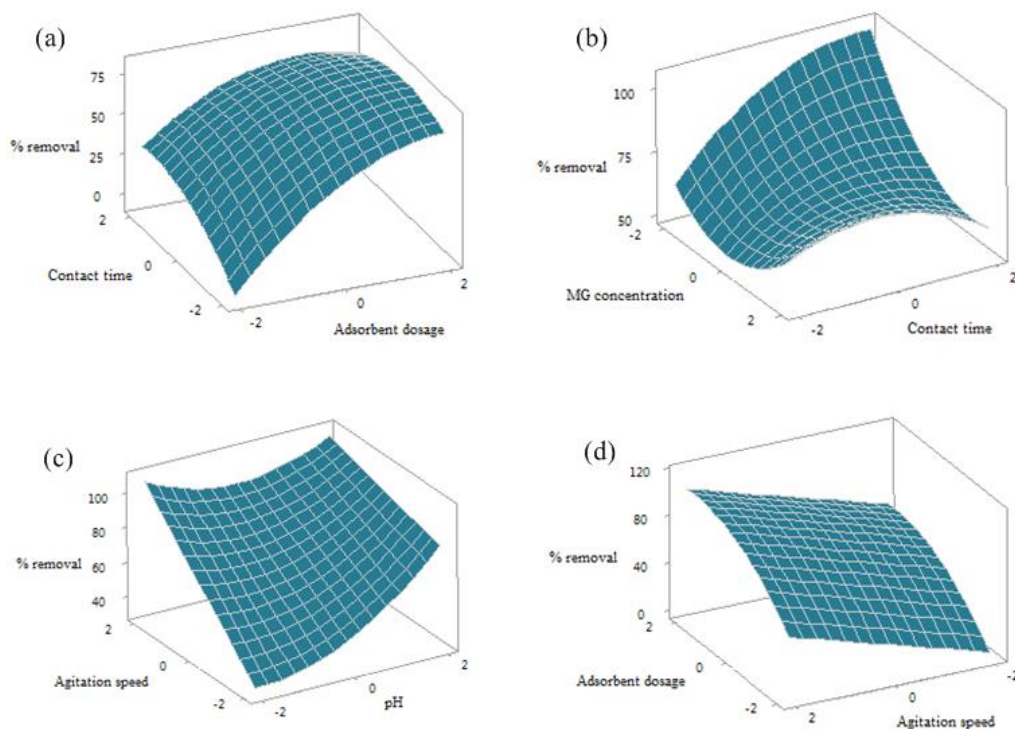 (a)
75
50
% removal
25
0
2
Contact time
0
-2
-2
0
2
Adsorbent dosage
(b)
100
% removal
75
50
-2
MG concentration
0
2
-2
0
2
Contact time
(c)
100
80
% removal
60
40
2
Agitation speed
0
-2
-2
0
2
pH
(d)
120
80
% removal
40
0
2
Adsorbent dosage
0
-2
2
0
-2
Agitation speed